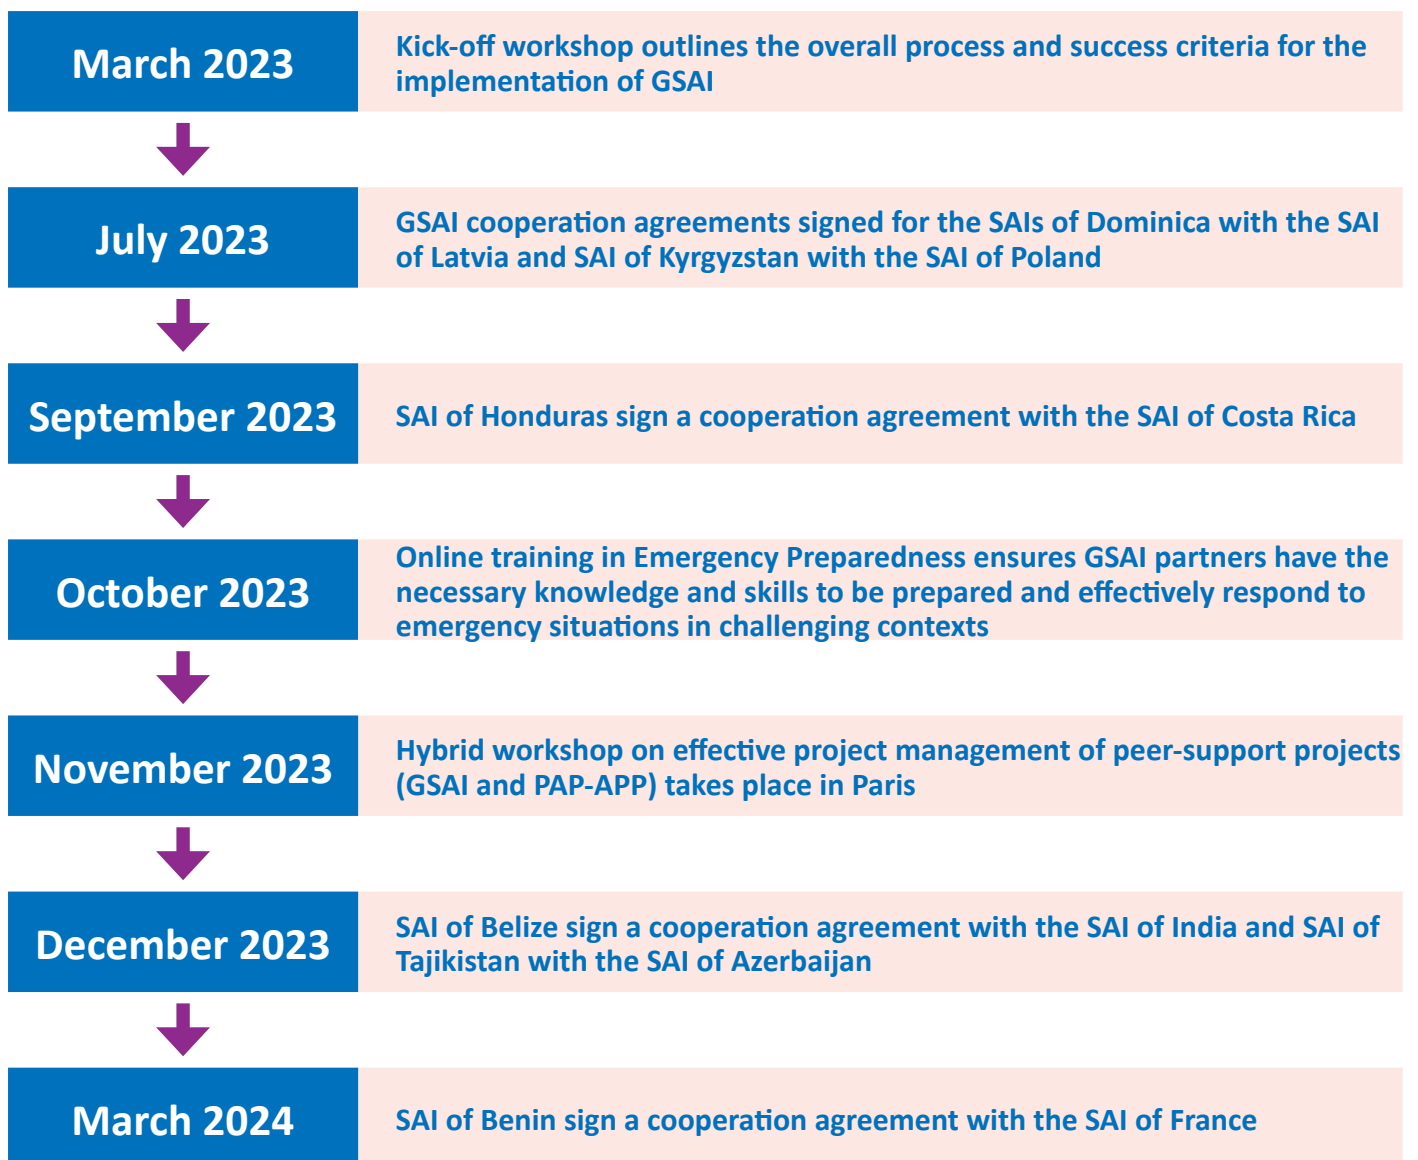 March 2023
Kick-off workshop outlines the overall process and success criteria for the
implementation of GSAI
July 2023
GSAI cooperation agreements signed for the SAIs of Dominica with the SAI
of Latvia and SAI of Kyrgyzstan with the SAI of Poland
September 2023
SAI of Honduras sign a cooperation agreement with the SAI of Costa Rica
October 2023
Online training in Emergency Preparedness ensures GSAI partners have the
necessary knowledge and skills to be prepared and effectively respond to
emergency situations in challenging contexts
November 2023
Hybrid workshop on effective project management of peer-support projects
(GSAI and PAP-APP) takes place in Paris
December 2023
SAI of Belize sign a cooperation agreement with the SAI of India and SAI of
Tajikistan with the SAI of Azerbaijan
March 2024
SAI of Benin sign a cooperation agreement with the SAI of France